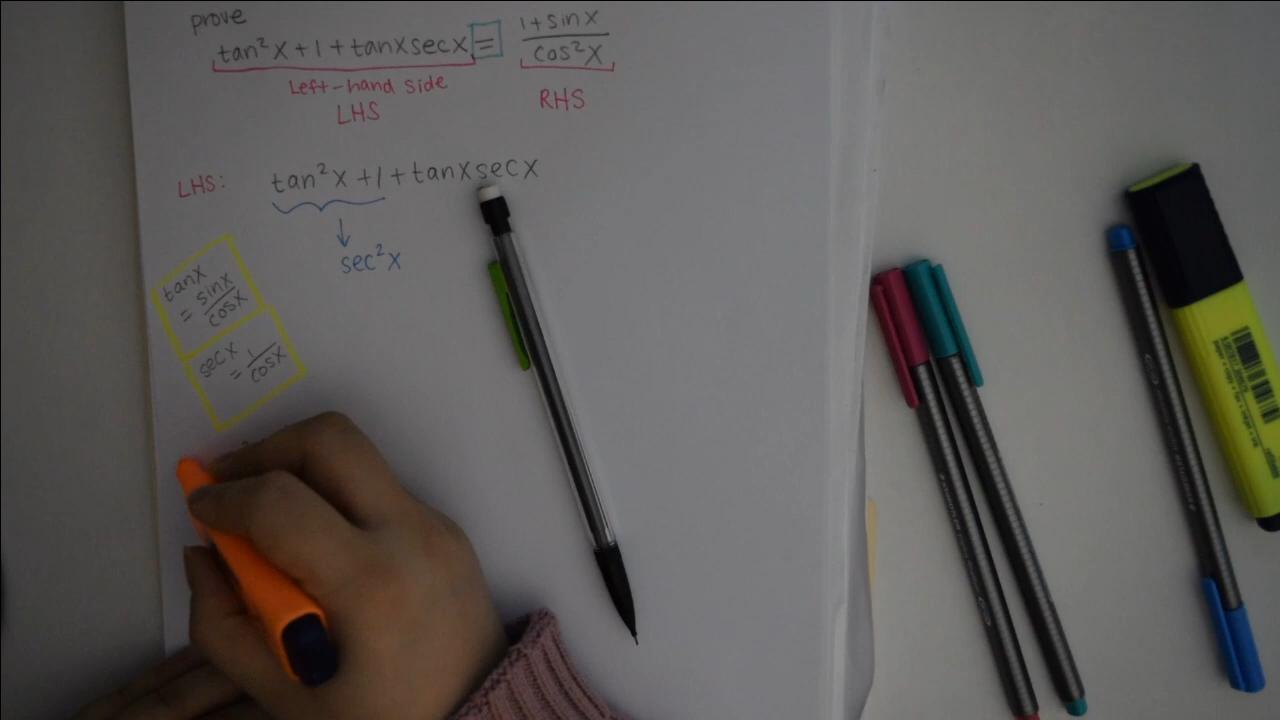 prove
tan²x+1+tanxsecx = 1+sinx/cos²x
Left-hand side
LHS
RHS
LHS: tan²x+1+tanxsecx
sec²x
tanx
= sinx/cosx
secx
= 1/cosx